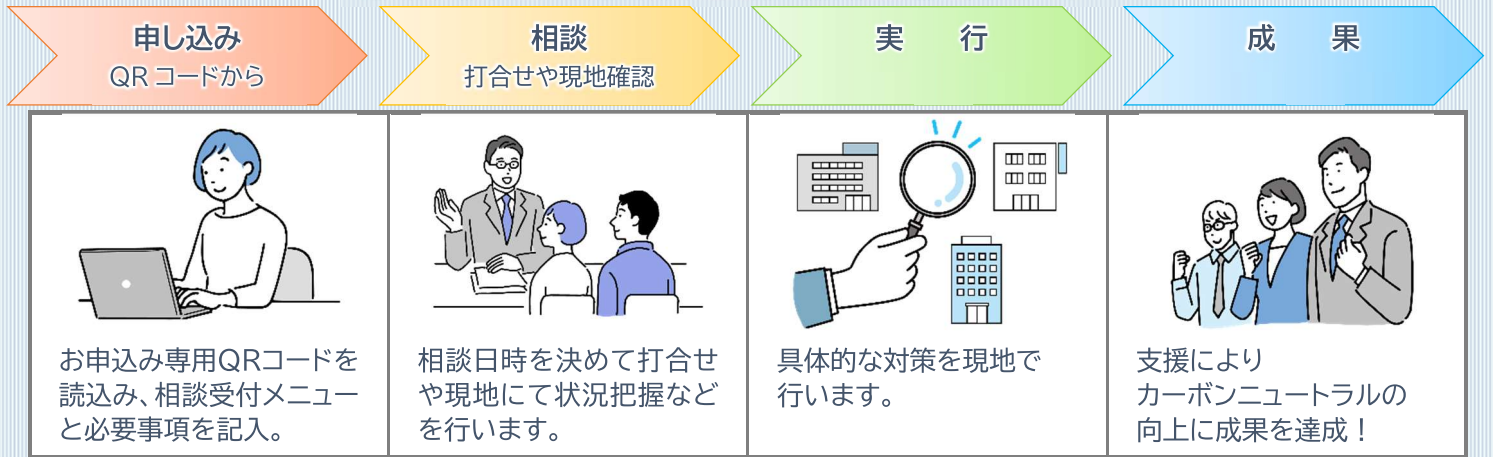 申し込み
QRコードから
相談
打合せや現地確認
実　行
成　果
お申込み専用QRコードを
読込み、相談受付メニュー
と必要事項を記入。
相談日時を決めて打合せ
や現地にて状況把握など
を行います。
具体的な対策を現地で
行います。
支援により
カーボンニュートラルの
向上に成果を達成！